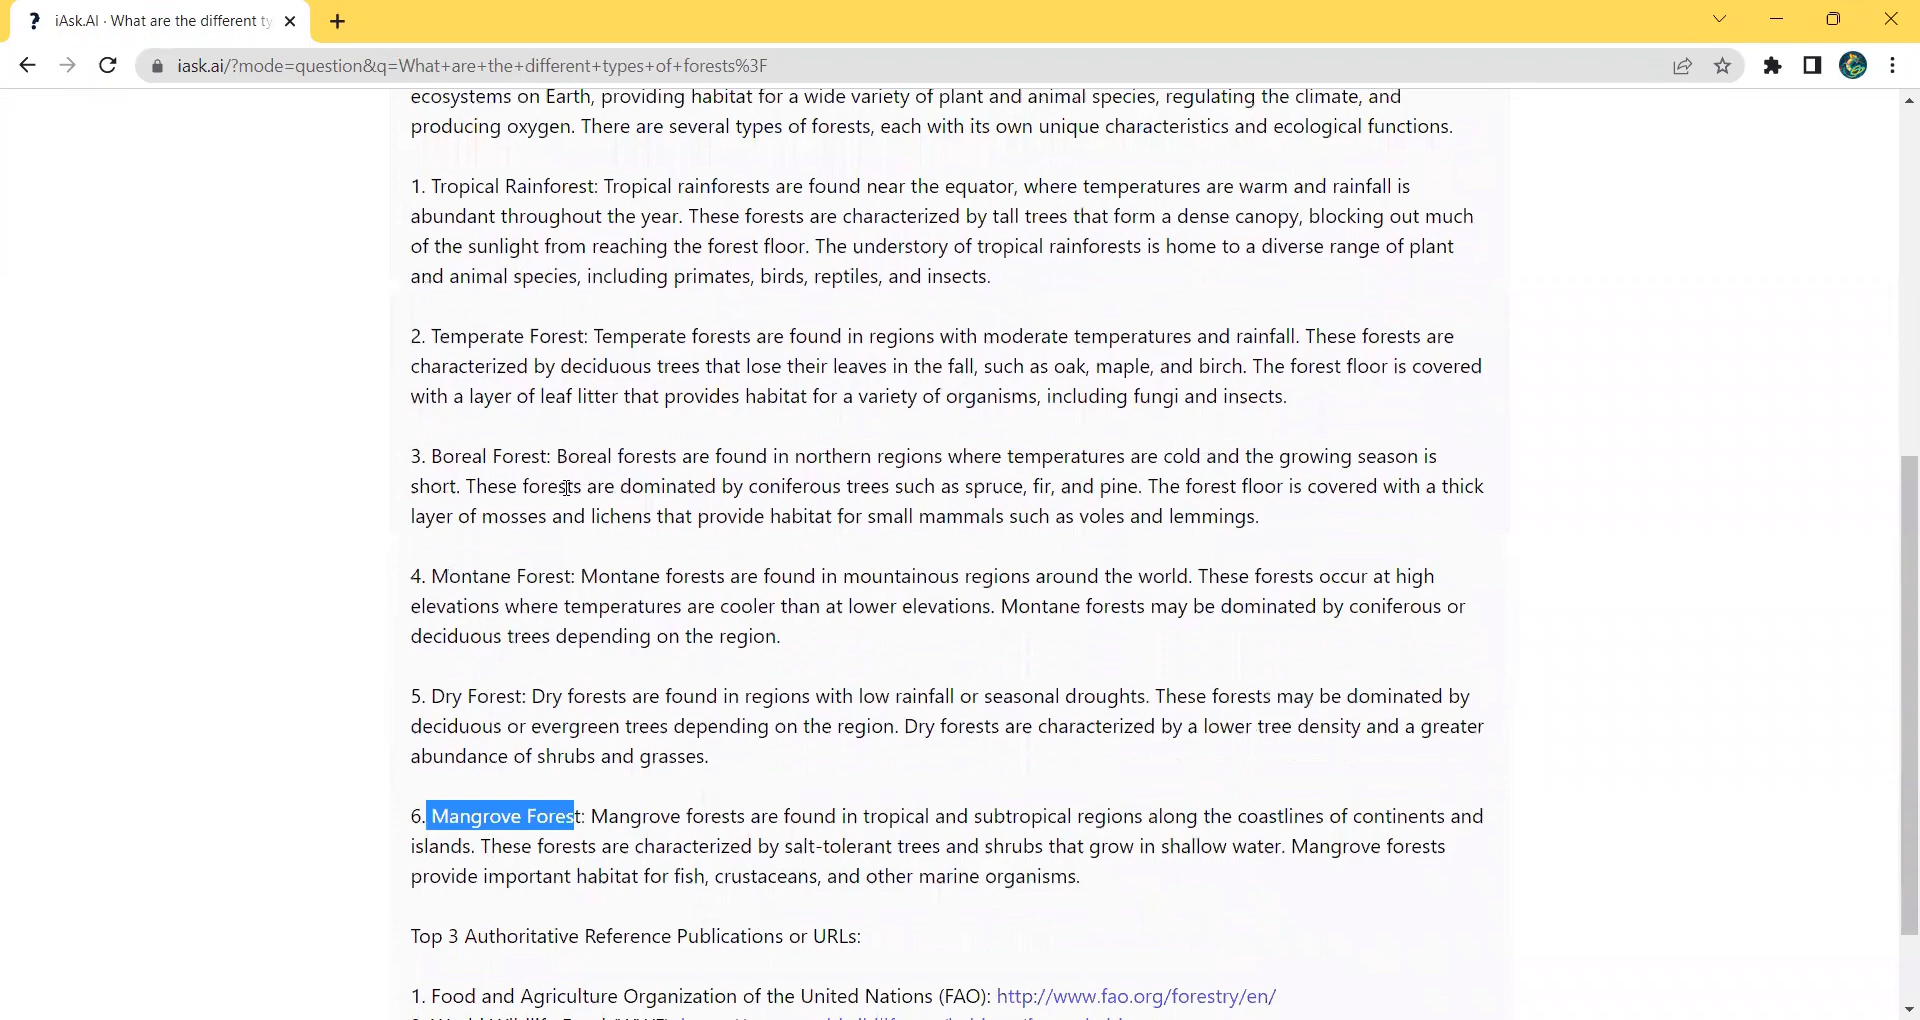 iAsk.AI · What are the different ty
iask.ai/?mode=question&q=What+are+the+different+types+of+forests%3F
ecosystems on Earth, providing habitat for a wide variety of plant and animal species, regulating the climate, and
producing oxygen. There are several types of forests, each with its own unique characteristics and ecological functions.
1. Tropical Rainforest: Tropical rainforests are found near the equator, where temperatures are warm and rainfall is
abundant throughout the year. These forests are characterized by tall trees that form a dense canopy, blocking out much
of the sunlight from reaching the forest floor. The understory of tropical rainforests is home to a diverse range of plant
and animal species, including primates, birds, reptiles, and insects.
2. Temperate Forest: Temperate forests are found in regions with moderate temperatures and rainfall. These forests are
characterized by deciduous trees that lose their leaves in the fall, such as oak, maple, and birch. The forest floor is covered
with a layer of leaf litter that provides habitat for a variety of organisms, including fungi and insects.
3. Boreal Forest: Boreal forests are found in northern regions where temperatures are cold and the growing season is
short. These forests are dominated by coniferous trees such as spruce, fir, and pine. The forest floor is covered with a thick
layer of mosses and lichens that provide habitat for small mammals such as voles and lemmings.
4. Montane Forest: Montane forests are found in mountainous regions around the world. These forests occur at high
elevations where temperatures are cooler than at lower elevations. Montane forests may be dominated by coniferous or
deciduous trees depending on the region.
5. Dry Forest: Dry forests are found in regions with low rainfall or seasonal droughts. These forests may be dominated by
deciduous or evergreen trees depending on the region. Dry forests are characterized by a lower tree density and a greater
abundance of shrubs and grasses.
6. Mangrove Forest: Mangrove forests are found in tropical and subtropical regions along the coastlines of continents and
islands. These forests are characterized by salt-tolerant trees and shrubs that grow in shallow water. Mangrove forests
provide important habitat for fish, crustaceans, and other marine organisms.
Top 3 Authoritative Reference Publications or URLs:
1. Food and Agriculture Organization of the United Nations (FAO): http://www.fao.org/forestry/en/